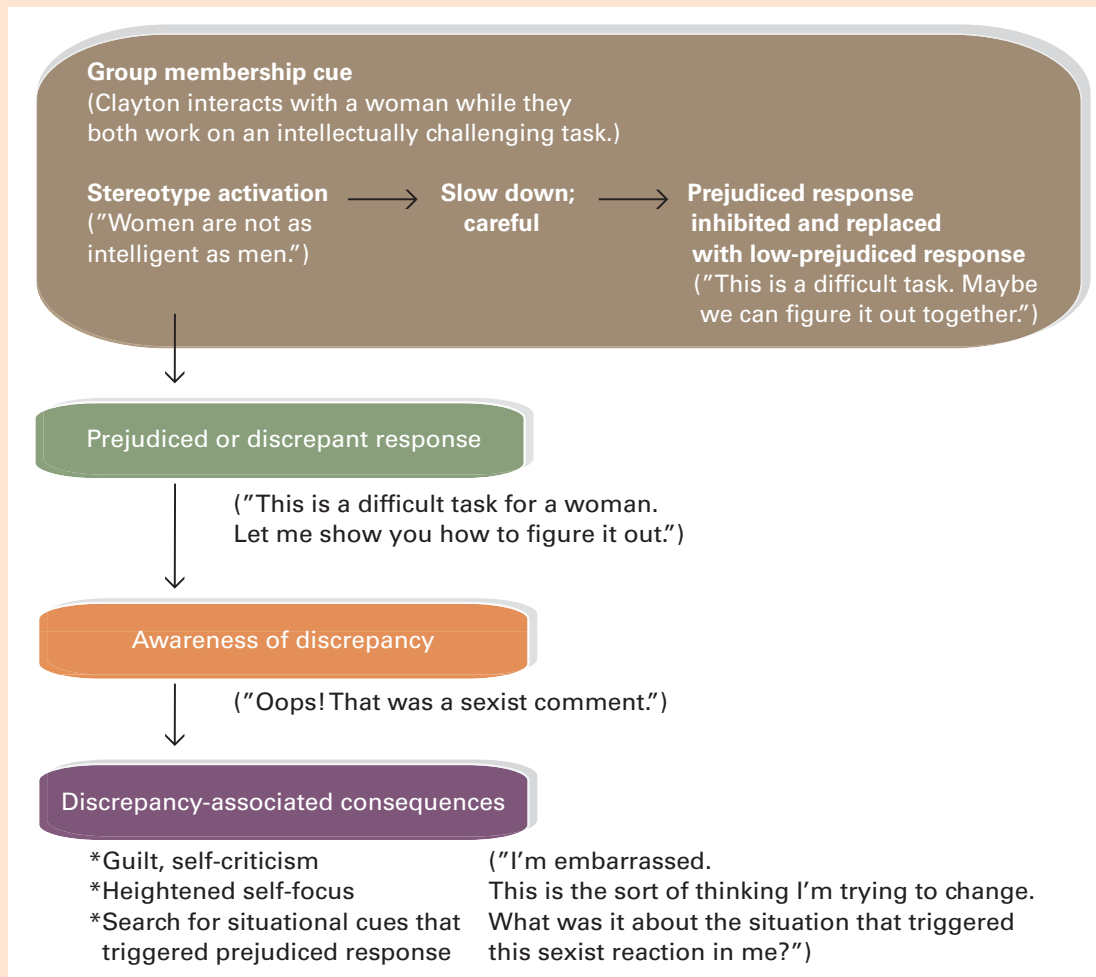 Group membership cue
(Clayton interacts with a woman while they
both work on an intellectually challenging task.)
Stereotype activation
("Women are not as
intelligent as men.")
Slow down;
careful
Prejudiced response
inhibited and replaced
with low-prejudiced response
("This is a difficult task. Maybe
we can figure it out together.")
Prejudiced or discrepant response
("This is a difficult task for a woman.
Let me show you how to figure it out.")
Awareness of discrepancy
("Oops! That was a sexist comment.")
Discrepancy-associated consequences
*Guilt, self-criticism
*Heightened self-focus
*Search for situational cues that
triggered prejudiced response
("I'm embarrassed.
This is the sort of thinking I'm trying to change.
What was it about the situation that triggered
this sexist reaction in me?")